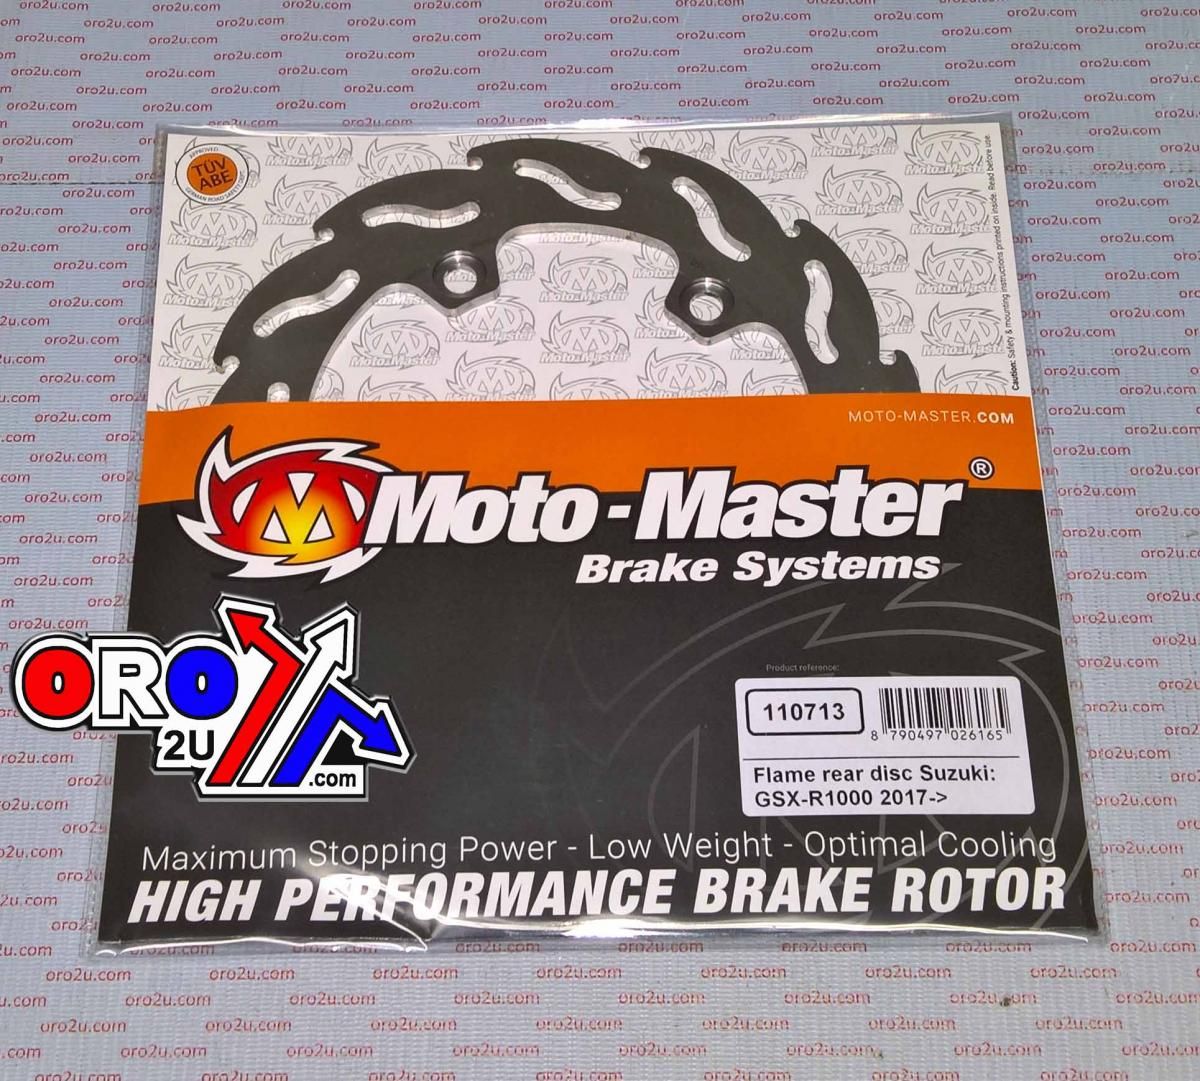 APPROVED
TÜV
ABE
GERMAN ROAD SAFETY
Caution: Safety & mounting instructions printed on inside. Read before use.
MOTO-MASTER.COM
Moto-Master®
Brake Systems
ORO
2U
.com
Product reference:
110713
8 790497 026165
Flame rear disc Suzuki:
GSX-R1000 2017->
Maximum Stopping Power - Low Weight - Optimal Cooling
HIGH PERFORMANCE BRAKE ROTOR
oro2u.com
Moto-Master